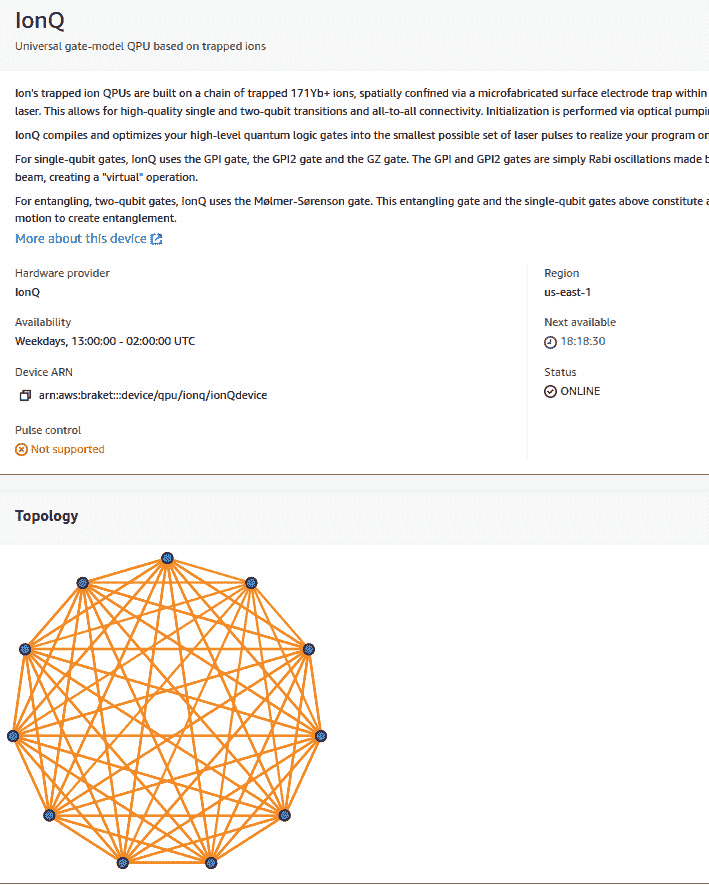 IonQ
Universal gate-model QPU based on trapped ions
Ion's trapped ion QPUs are built on a chain of trapped 171Yb+ ions, spatially confined via a microfabricated surface electrode trap within
laser. This allows for high-quality single and two-qubit transitions and all-to-all connectivity. Initialization is performed via optical
IonQ compiles and optimizes your high-level quantum logic gates into the smallest possible set of laser pulses to realize your program on
For single-qubit gates, IonQ uses the GPI gate, the GPI2 gate and the GZ gate. The GPI and GPI2 gates are simply Rabi oscillations made
beam, creating a "virtual" operation.
For entangling, two-qubit gates, IonQ uses the Mølmer-Sørenson gate. This entangling gate and the single-qubit gates above constitute a
motion to create entanglement.
More about this device
Hardware provider
IonQ
Region
us-east-1
Availability
Weekdays, 13:00:00 - 02:00:00 UTC
Next available
18:18:30
Device ARN
arn:aws:braket:::device/qpu/ionq/ionQdevice
Status
ONLINE
Pulse control
Not supported
Topology